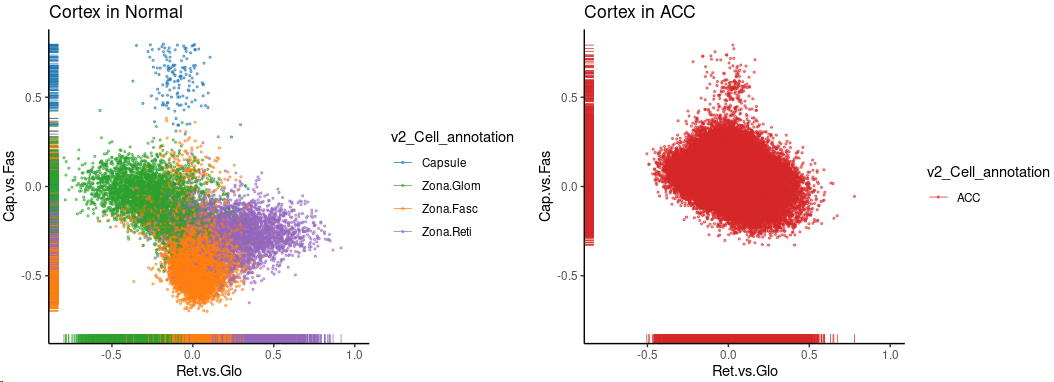 Cortex in Normal
Cap.vs.Fas
0.5
0.0
-0.5
-0.5
0.0
0.5
1.0
Ret.vs.Glo
v2_Cell_annotation
Capsule
Zona.Glom
Zona.Fasc
Zona.Reti
Cortex in ACC
Cap.vs.Fas
0.5
0.0
-0.5
-0.5
0.0
0.5
1.0
Ret.vs.Glo
v2_Cell_annotation
ACC